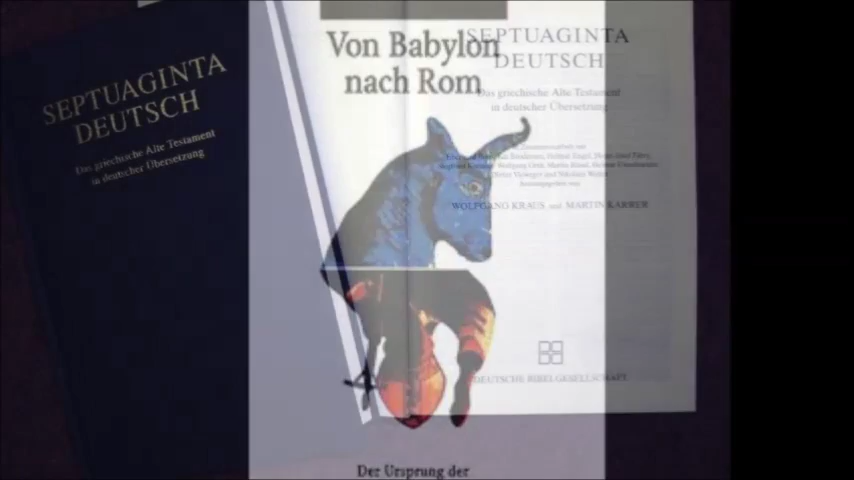 SEPTUAGINTA
DEUTSCH
Das griechische Alte Testament
in deutscher Übersetzung
Von Babylon
nach Rom
Der Ursprung der
SEPTUAGINTA
DEUTSCH
Das griechische Alte Testament
in deutscher Übersetzung
WOLFGANG KRAUS und MARTIN KARRER
DEUTSCHE BIBELGESELLSCHAFT